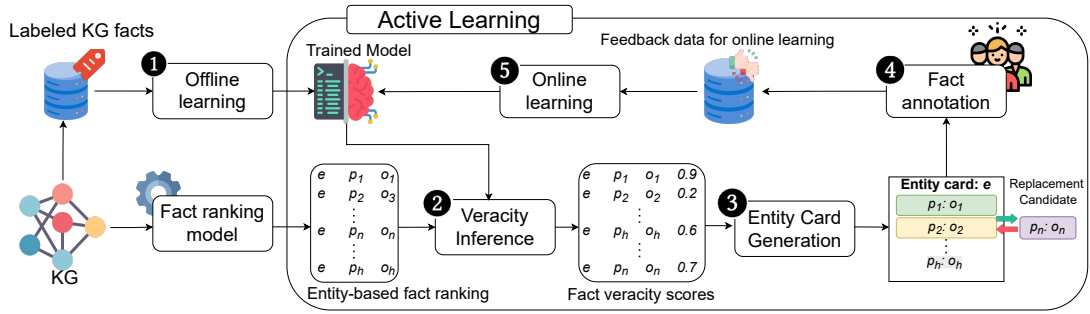 Active Learning
Labeled KG facts
1
Offline
learning
Trained Model
5
Online
learning
Feedback data for online learning
4
Fact
annotation
KG
Fact ranking
model
e p1 o1
e p2 o3
⋮
e pn on
⋮
e ph oh
Entity-based fact ranking
2
Veracity
Inference
e p1 o1 0.9
e p2 o2 0.2
⋮
e ph oh 0.6
⋮
e pn on 0.7
Fact veracity scores
3
Entity Card
Generation
Entity card: e
p1: o1
p2: o2
⋮
ph: oh
Replacement
Candidate
pn: on